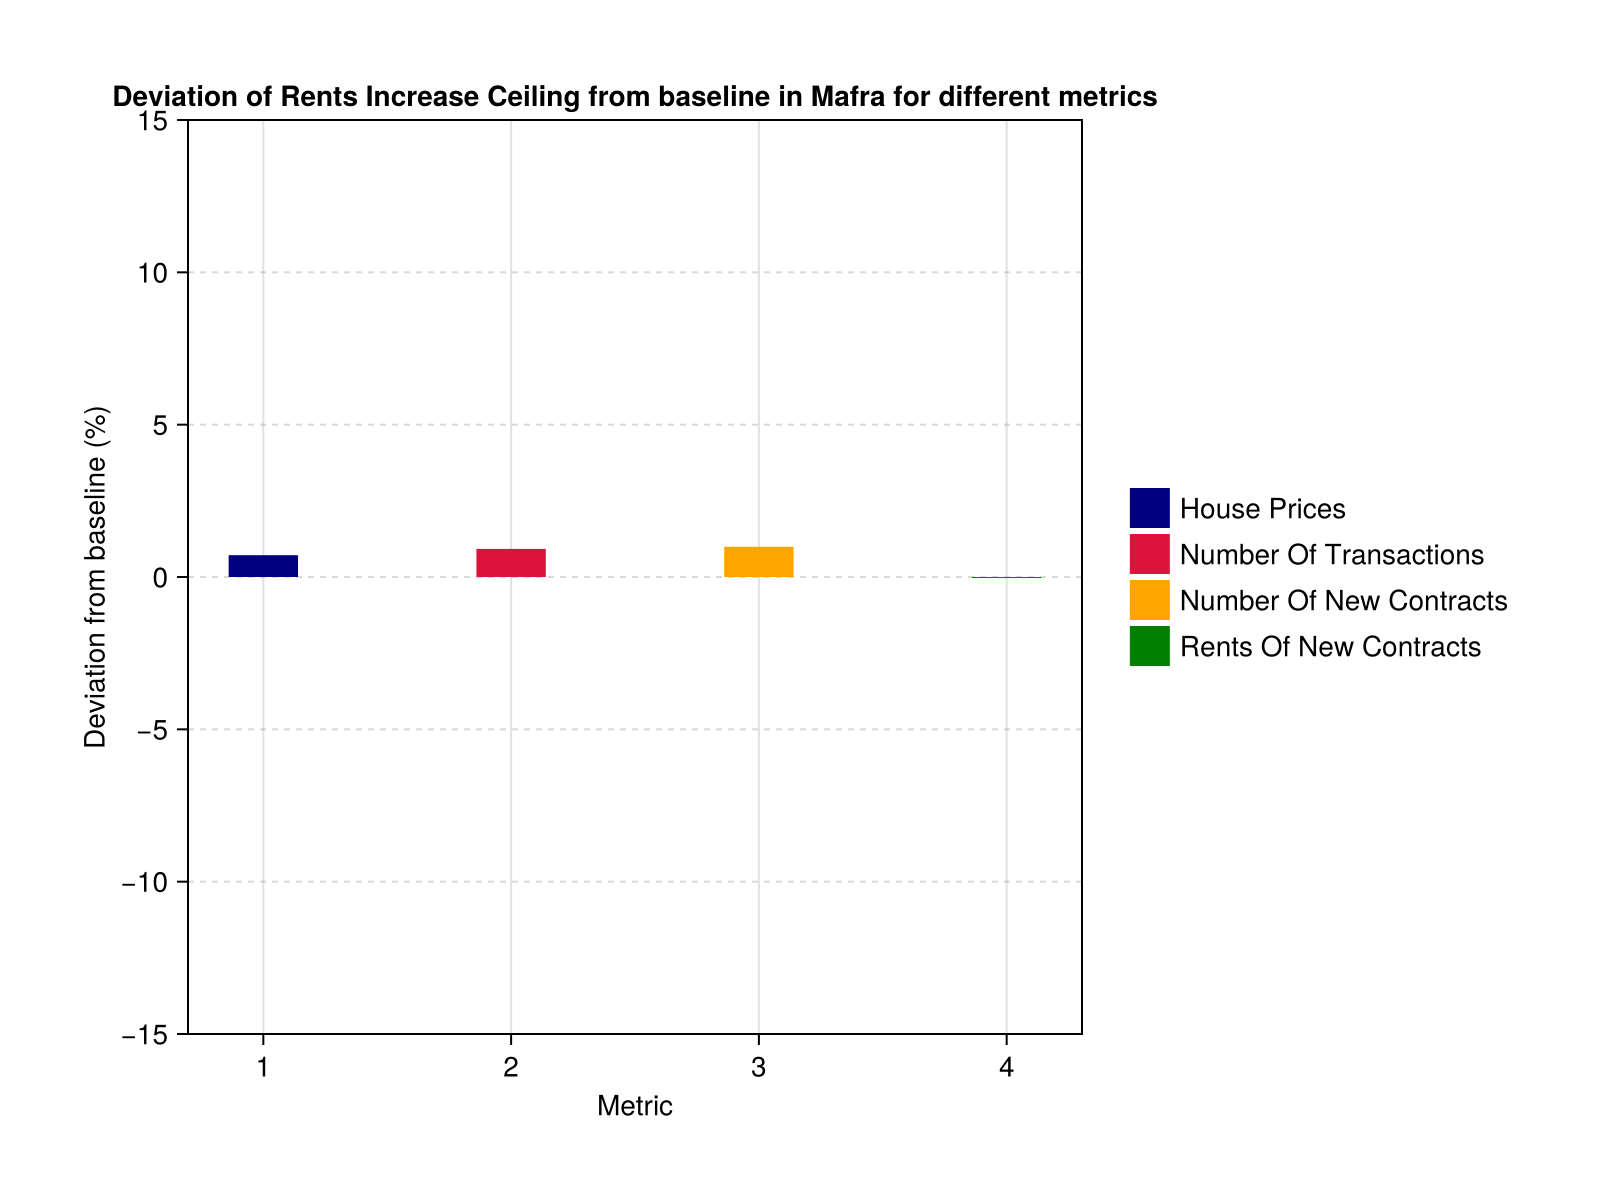 Deviation of Rents Increase Ceiling from baseline in Mafra for different metrics
15
10
5
0
−5
−10
−15
Deviation from baseline (%)
1 2 3 4
Metric
House Prices
Number Of Transactions
Number Of New Contracts
Rents Of New Contracts